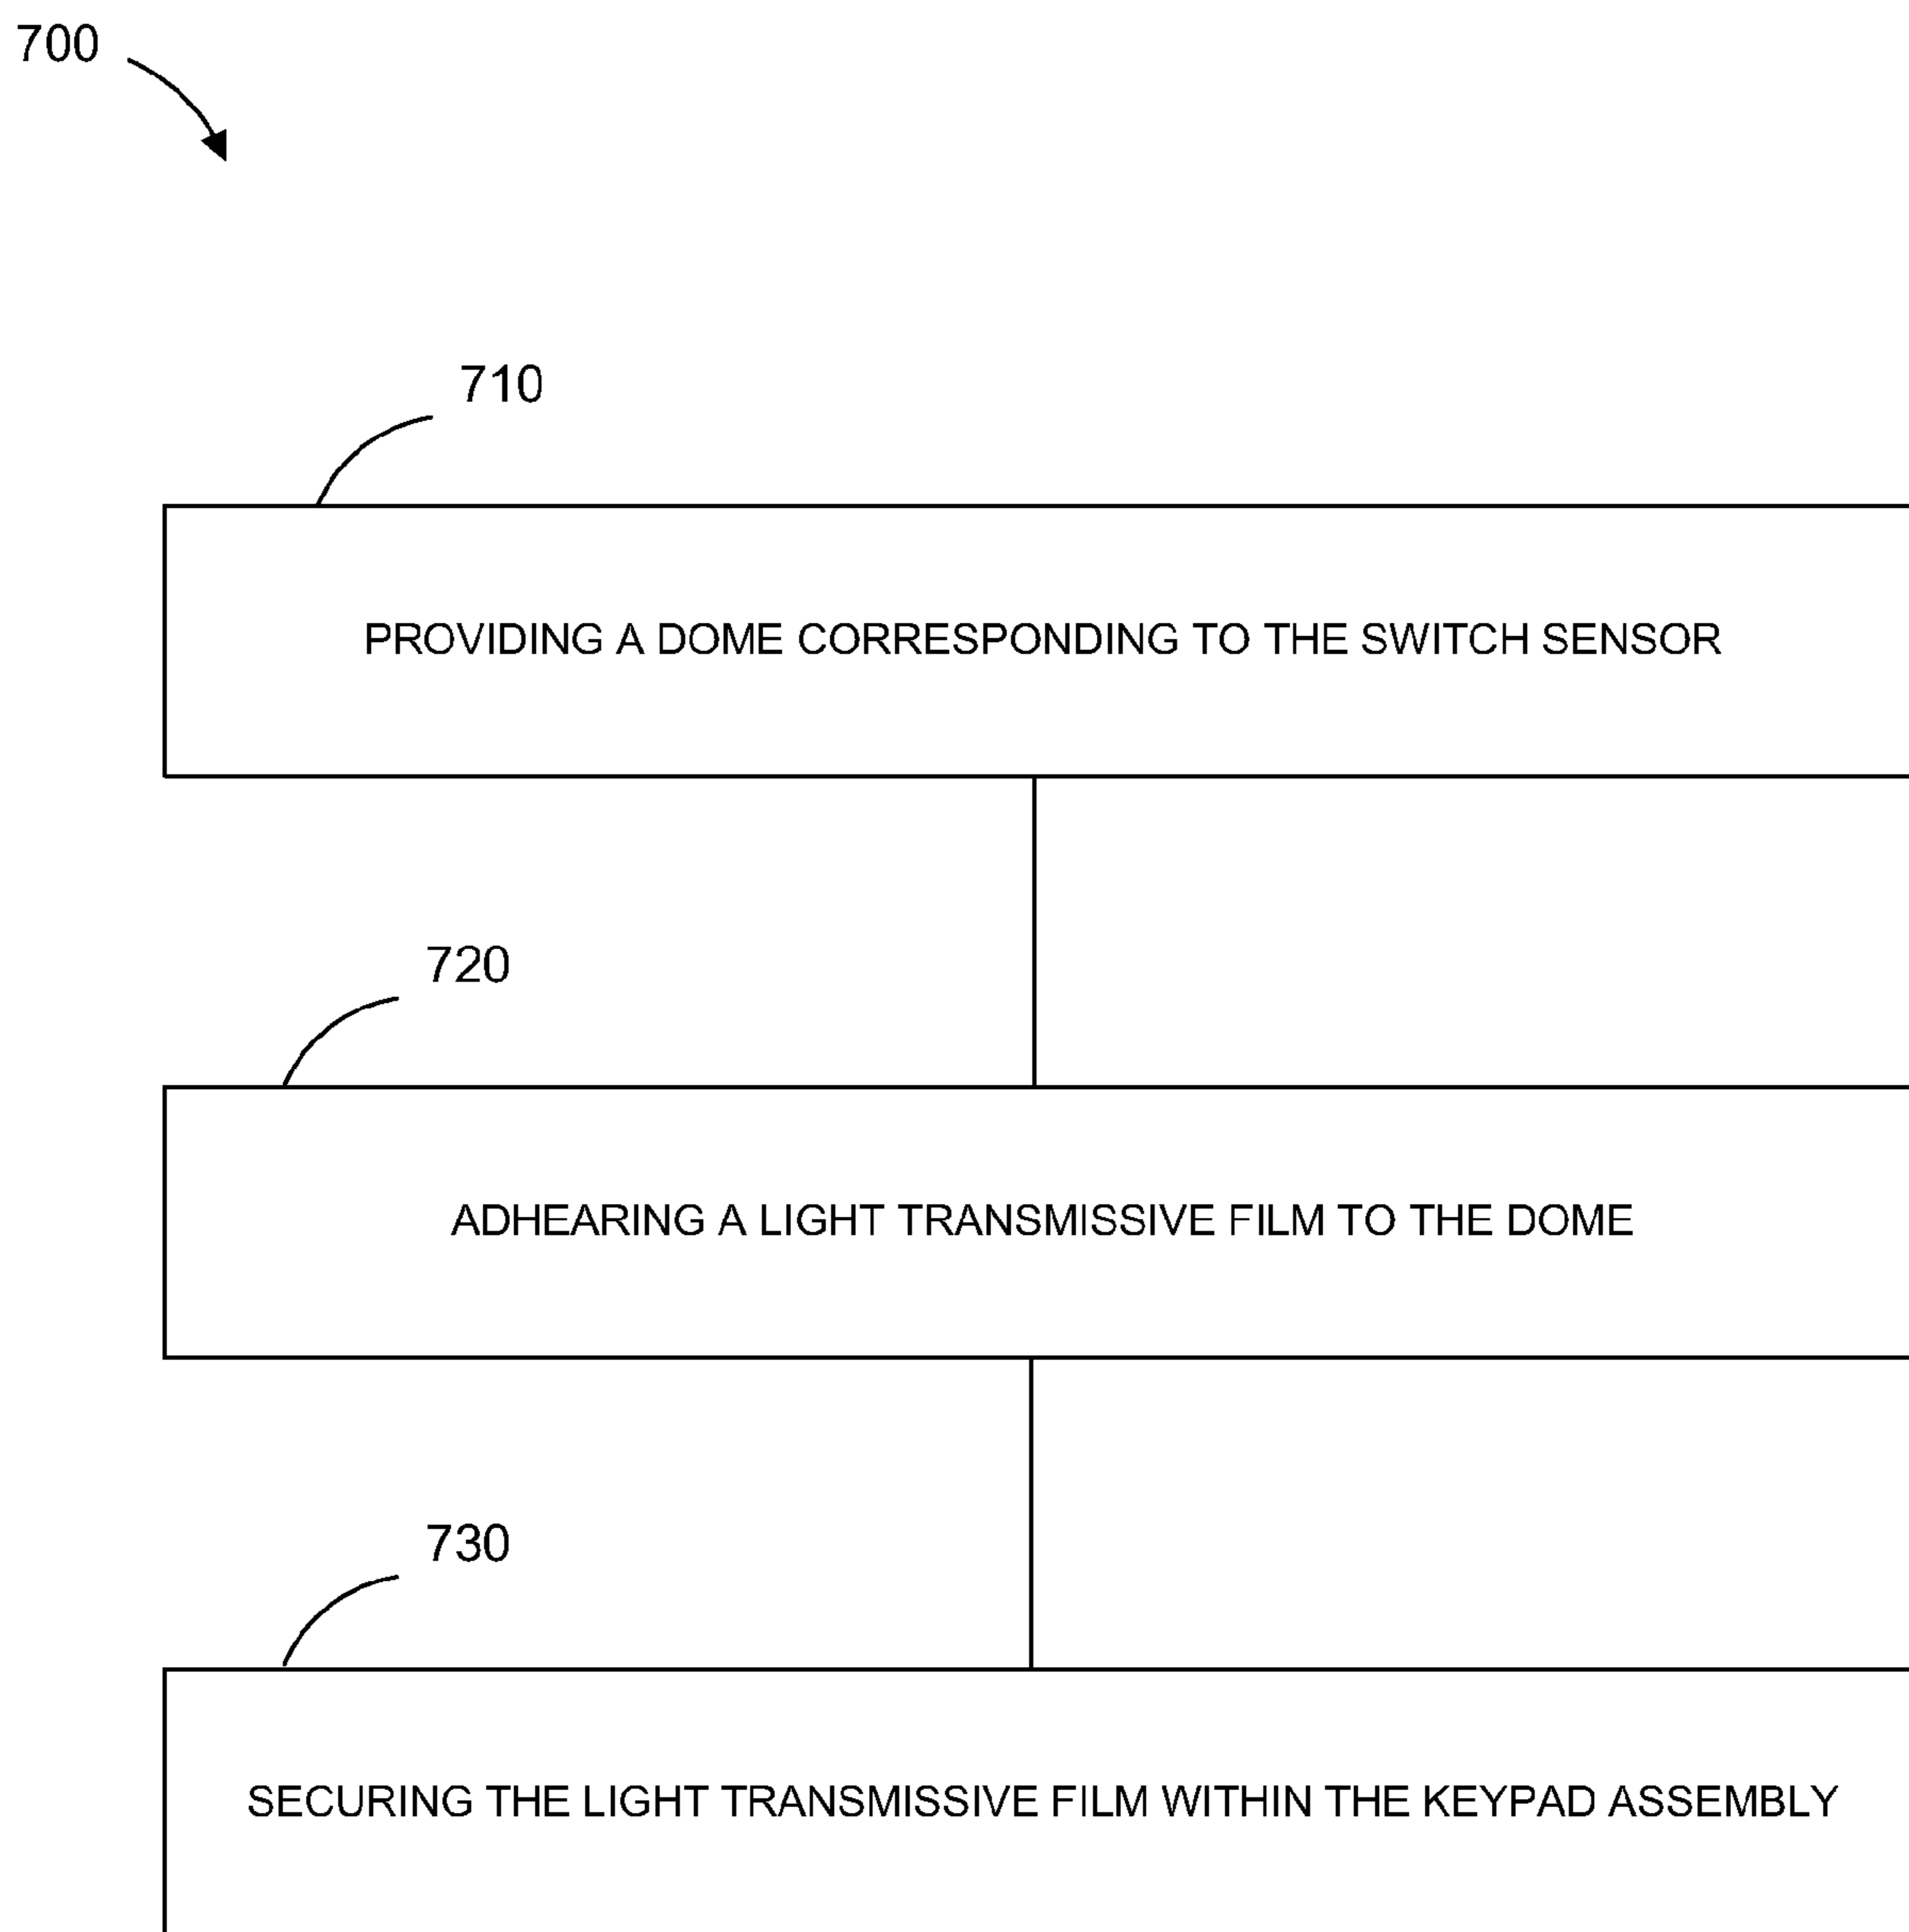 700
710
PROVIDING A DOME CORRESPONDING TO THE SWITCH SENSOR
720
ADHEARING A LIGHT TRANSMISSIVE FILM TO THE DOME
730
SECURING THE LIGHT TRANSMISSIVE FILM WITHIN THE KEYPAD ASSEMBLY